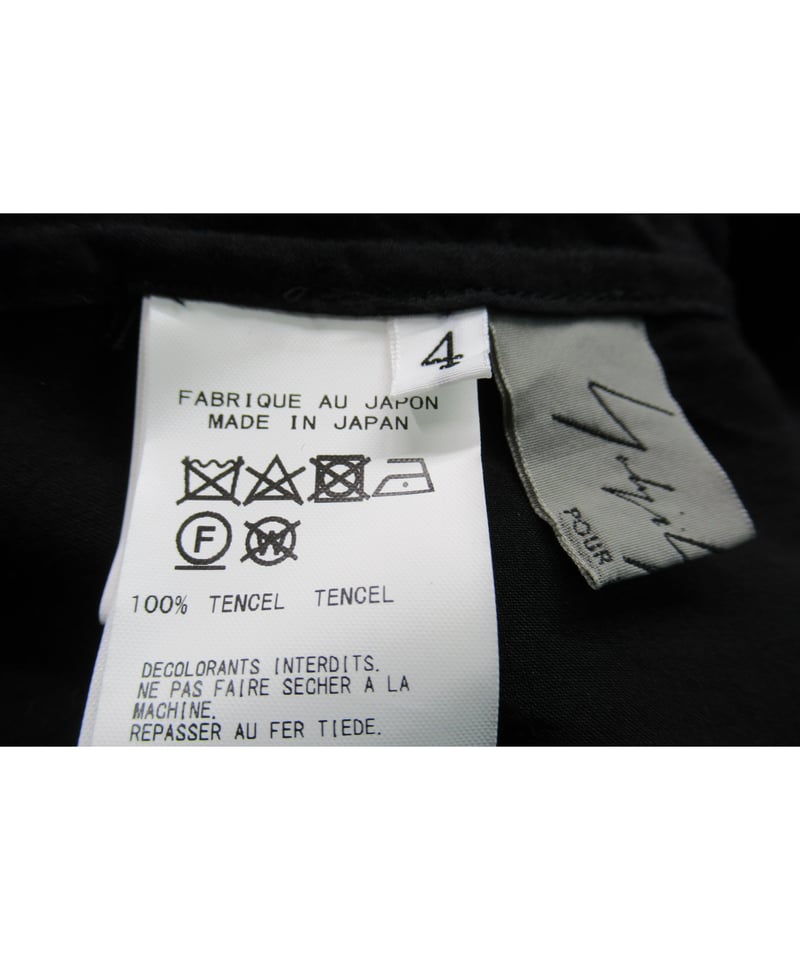 4
FABRIQUE AU JAPON
MADE IN JAPAN
F
W
100% TENCEL TENCEL
DECOLORANTS INTERDITS.
NE PAS FAIRE SECHER A LA
MACHINE.
REPASSER AU FER TIEDE.
POUR